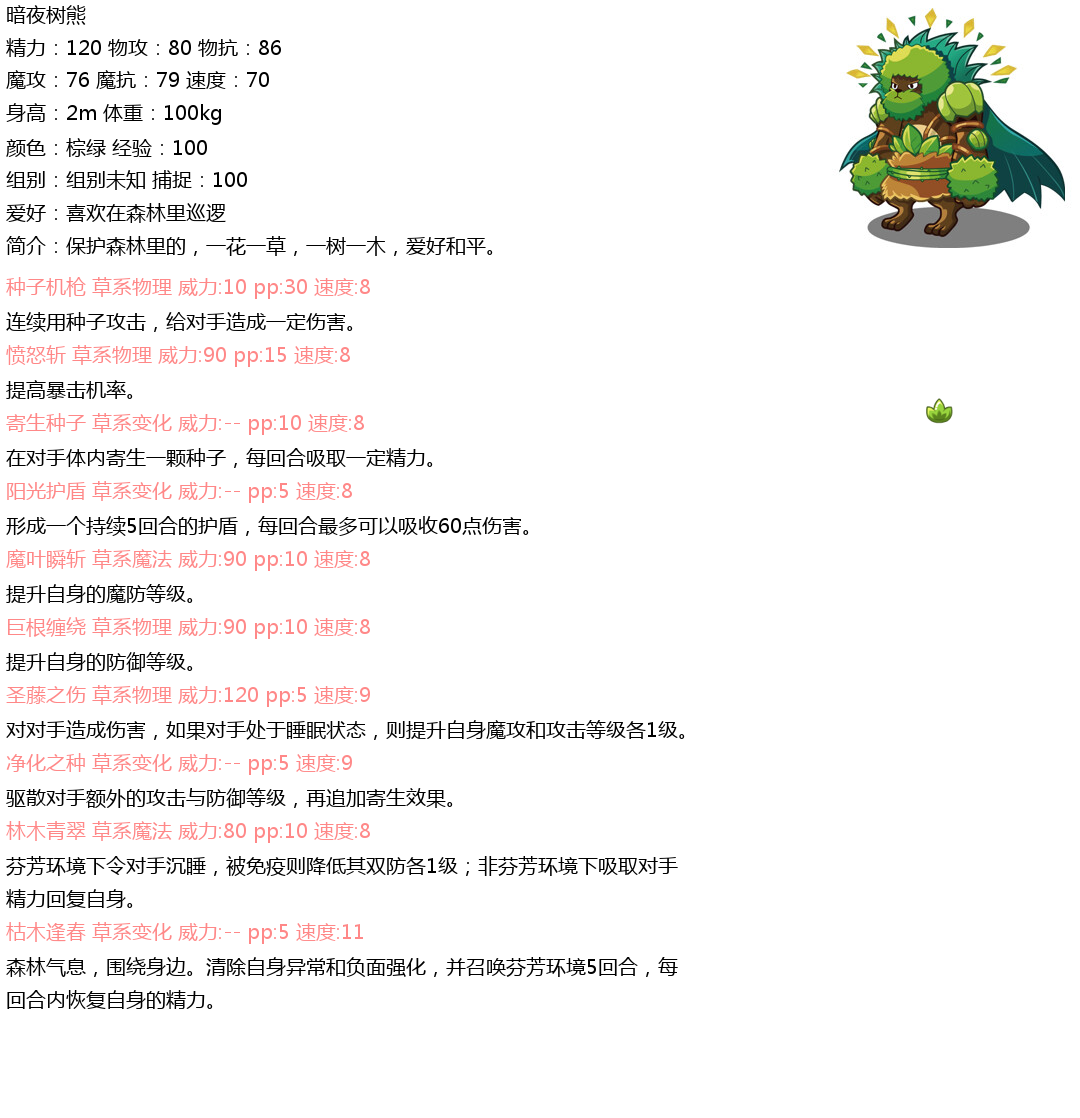 暗夜树熊
精力：120 物攻：80 物抗：86
魔攻：76 魔抗：79 速度：70
身高：2m 体重：100kg
颜色：棕绿 经验：100
组别：组别未知 捕捉：100
爱好：喜欢在森林里巡逻
简介：保护森林里的，一花一草，一树一木，爱好和平。
种子机枪 草系物理 威力:10 pp:30 速度:8
连续用种子攻击，给对手造成一定伤害。
愤怒斩 草系物理 威力:90 pp:15 速度:8
提高暴击机率。
寄生种子 草系变化 威力:-- pp:10 速度:8
在对手体内寄生一颗种子，每回合吸取一定精力。
阳光护盾 草系变化 威力:-- pp:5 速度:8
形成一个持续5回合的护盾，每回合最多可以吸收60点伤害。
魔叶瞬斩 草系魔法 威力:90 pp:10 速度:8
提升自身的魔防等级。
巨根缠绕 草系物理 威力:90 pp:10 速度:8
提升自身的防御等级。
圣藤之伤 草系物理 威力:120 pp:5 速度:9
对对手造成伤害，如果对手处于睡眠状态，则提升自身魔攻和攻击等级各1级。
净化之种 草系变化 威力:-- pp:5 速度:9
驱散对手额外的攻击与防御等级，再追加寄生效果。
林木青翠 草系魔法 威力:80 pp:10 速度:8
芬芳环境下令对手沉睡，被免疫则降低其双防各1级；非芬芳环境下吸取对手
精力回复自身。
枯木逢春 草系变化 威力:-- pp:5 速度:11
森林气息，围绕身边。清除自身异常和负面强化，并召唤芬芳环境5回合，每
回合内恢复自身的精力。